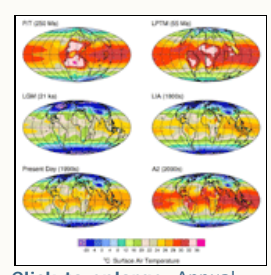 P/T (250 Ma)
LPTM (55 Ma)
LGM (21 ka)
LIA (1800s)
Present Day (1990s)
A2 (2090s)
°C Surface Air Temperature
Click to enlarge. Annual